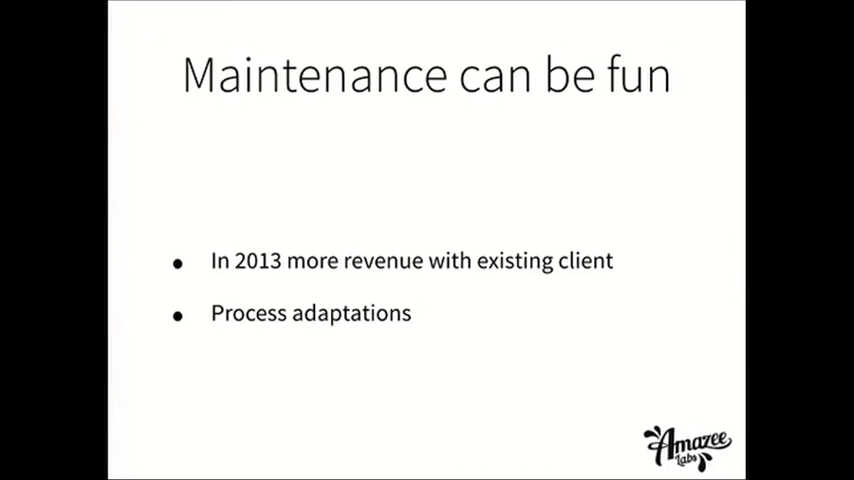 Maintenance can be fun
In 2013 more revenue with existing client
Process adaptations
Amazee
Labs